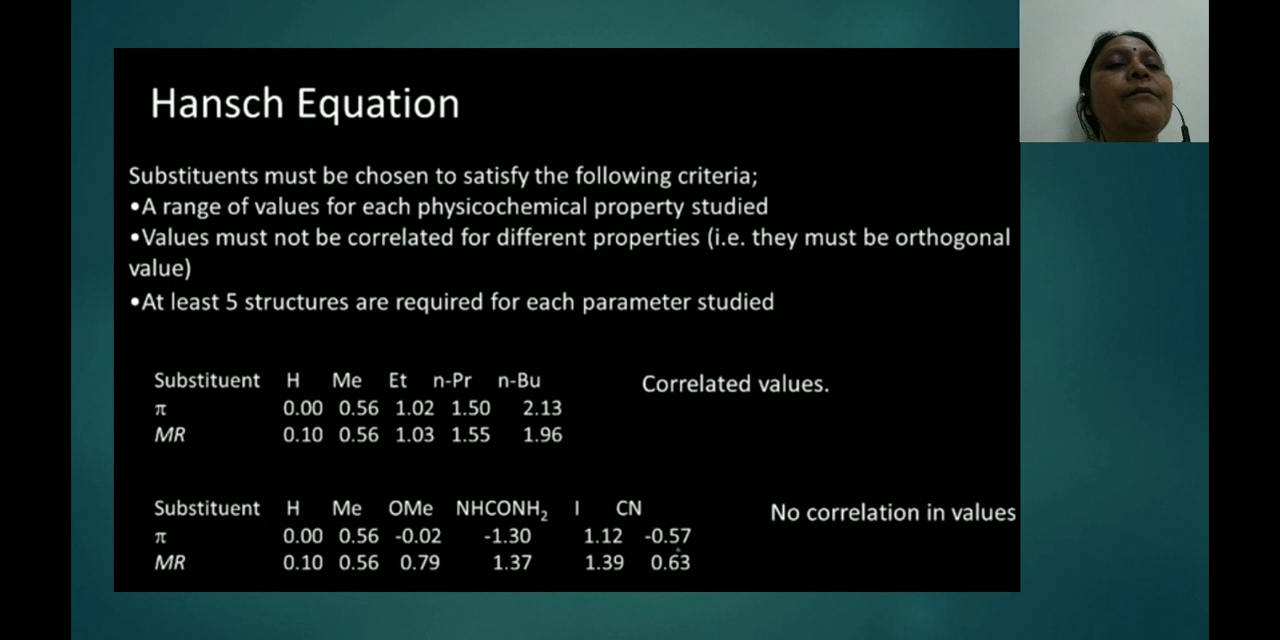 Hansch Equation
Substituents must be chosen to satisfy the following criteria;
•A range of values for each physicochemical property studied
•Values must not be correlated for different properties (i.e. they must be orthogonal
value)
•At least 5 structures are required for each parameter studied
Substituent H Me Et n-Pr n-Bu
π 0.00 0.56 1.02 1.50 2.13
MR 0.10 0.56 1.03 1.55 1.96
Correlated values.
Substituent H Me OMe NHCONH₂ I CN
π 0.00 0.56 -0.02 -1.30 1.12 -0.57
MR 0.10 0.56 0.79 1.37 1.39 0.63
No correlation in values